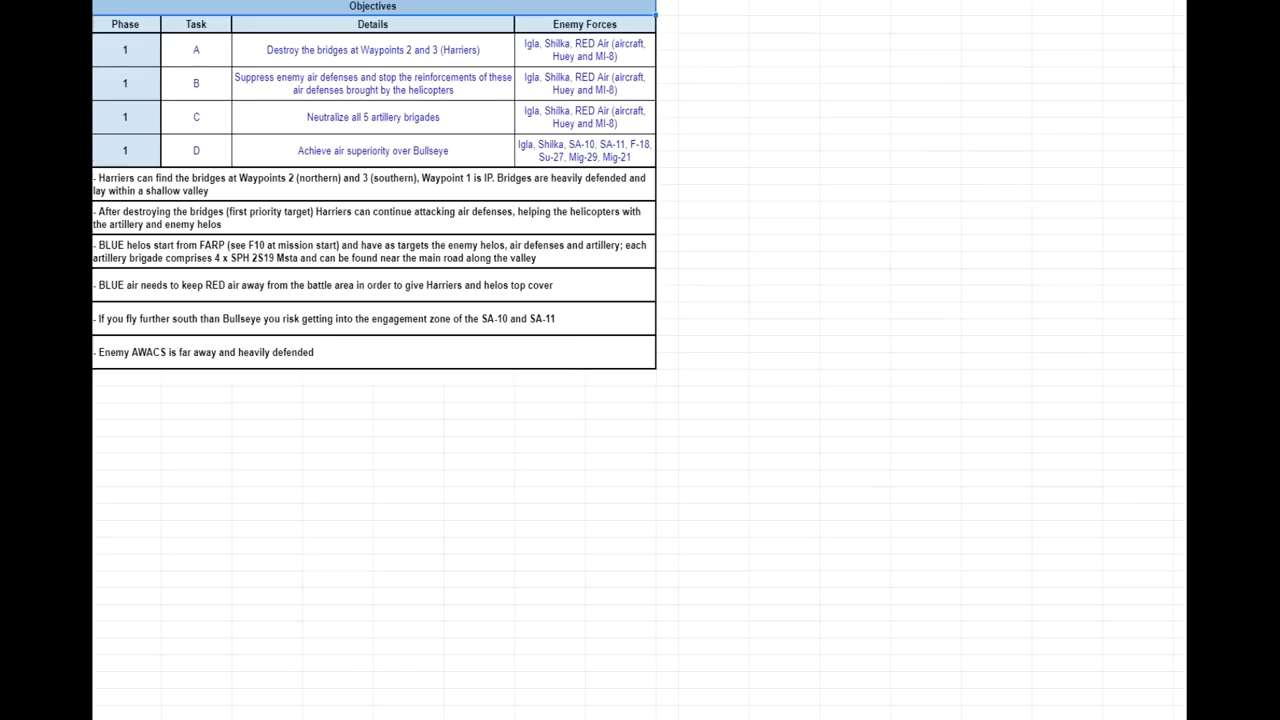 Objectives
Phase Task Details Enemy Forces
1 A Destroy the bridges at Waypoints 2 and 3 (Harriers) Igla, Shilka, RED Air (aircraft,
Huey and MI-8)
1 B Suppress enemy air defenses and stop the reinforcements of these
air defenses brought by the helicopters
Igla, Shilka, RED Air (aircraft,
Huey and MI-8)
1 C Neutralize all 5 artillery brigades Igla, Shilka, RED Air (aircraft,
Huey and MI-8)
1 D Achieve air superiority over Bullseye Igla, Shilka, SA-10, SA-11, F-18,
Su-27, Mig-29, Mig-21
- Harriers can find the bridges at Waypoints 2 (northern) and 3 (southern), Waypoint 1 is IP. Bridges are heavily defended and
lay within a shallow valley
- After destroying the bridges (first priority target) Harriers can continue attacking air defenses, helping the helicopters with
the artillery and enemy helos
- BLUE helos start from FARP (see F10 at mission start) and have as targets the enemy helos, air defenses and artillery; each
artillery brigade comprises 4 x SPH 2S19 Msta and can be found near the main road along the valley
- BLUE air needs to keep RED air away from the battle area in order to give Harriers and helos top cover
- If you fly further south than Bullseye you risk getting into the engagement zone of the SA-10 and SA-11
- Enemy AWACS is far away and heavily defended